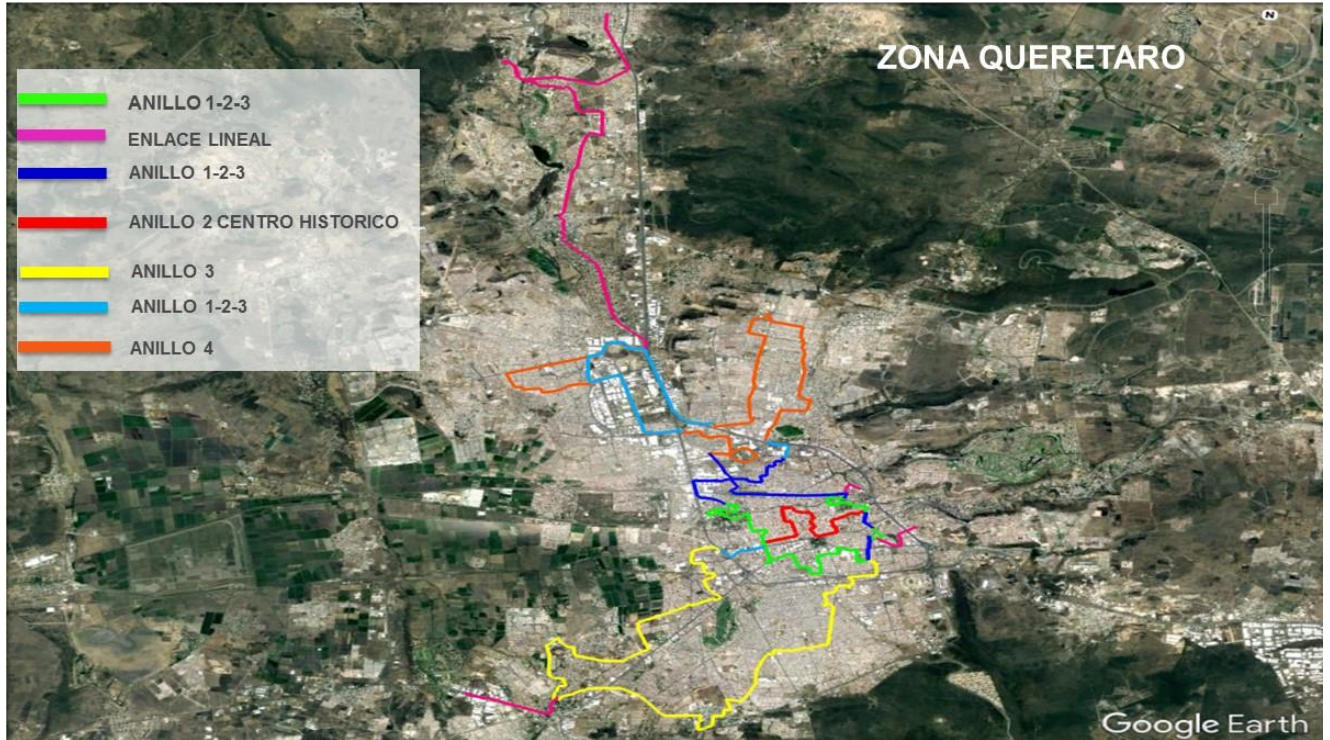 N
ZONA QUERETARO
ANILLO 1-2-3
ENLACE LINEAL
ANILLO 1-2-3
ANILLO 2 CENTRO HISTORICO
ANILLO 3
ANILLO 1-2-3
ANILLO 4
Google Earth